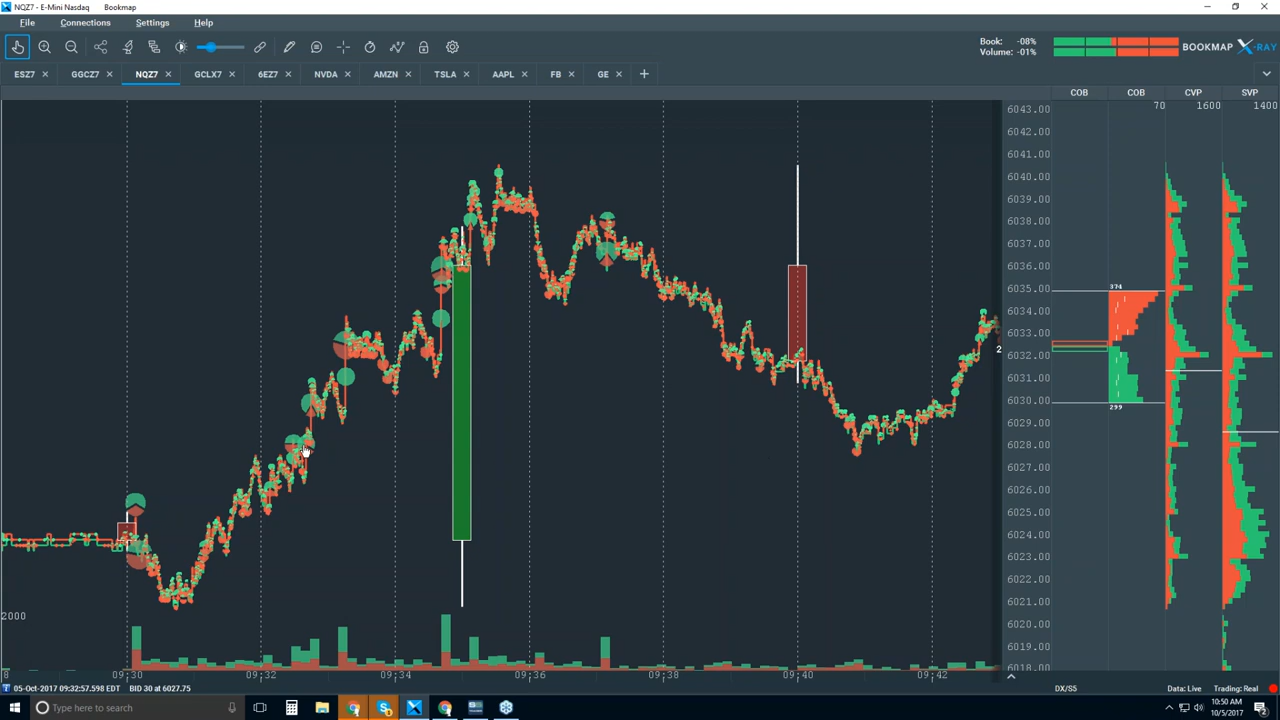 NQZ7 - E-Mini Nasdaq Bookmap
File Connections Settings Help
Book: -08%
Volume: -01%
BOOKMAP X-RAY
ESZ7 GGCZ7 NQZ7 GCLX7 6EZ7 NVDA AMZN TSLA AAPL FB GE
COB COB CVP SVP
70 1600 1400
6043.00
6042.00
6041.00
6040.00
6039.00
6038.00
6037.00
6036.00
6035.00
6034.00
6033.00
6032.00
6031.00
6030.00
6029.00
6028.00
6027.00
6026.00
6025.00
6024.00
6023.00
6022.00
6021.00
6020.00
6019.00
6018.00
374
299
2
2000
8 09:30 09:32 09:34 09:36 09:38 09:40 09:42
05-Oct-2017 09:32:57.598 EDT BID 30 at 6027.75
DX/S5 Data: Live Trading: Real
Type here to search
10:50 AM
10/5/2017
2